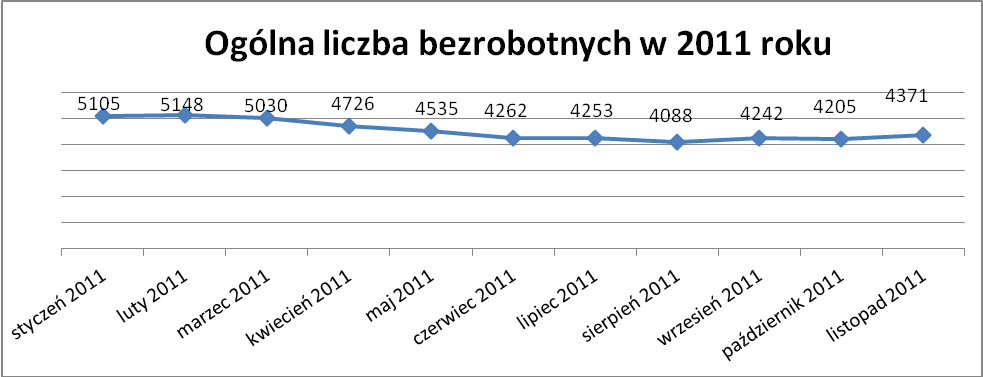 Ogólna liczba bezrobotnych w 2011 roku
5105 5148 5030 4726 4535 4262 4253 4088 4242 4205 4371
styczeń 2011
luty 2011
marzec 2011
kwiecień 2011
maj 2011
czerwiec 2011
lipiec 2011
sierpień 2011
wrzesień 2011
październik 2011
listopad 2011